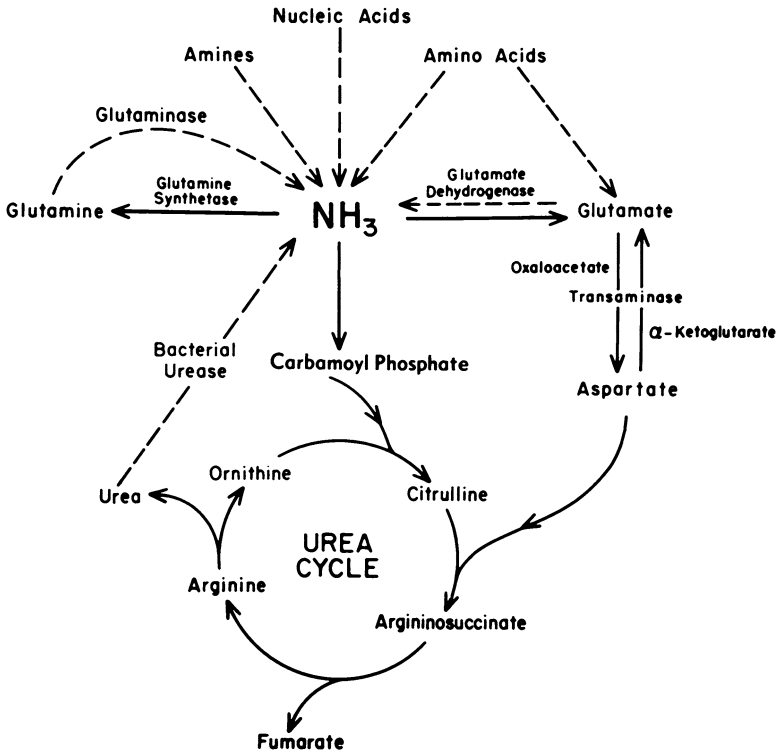 Nucleic Acids
Amines
Amino Acids
Glutaminase
Glutamine
Synthetase
Glutamate
Dehydrogenase
Glutamine
NH3
Glutamate
Oxaloacetate
Transaminase
α-Ketoglutarate
Bacterial
Urease
Carbamoyl Phosphate
Aspartate
Ornithine
Urea
Citrulline
UREA
CYCLE
Arginine
Argininosuccinate
Fumarate